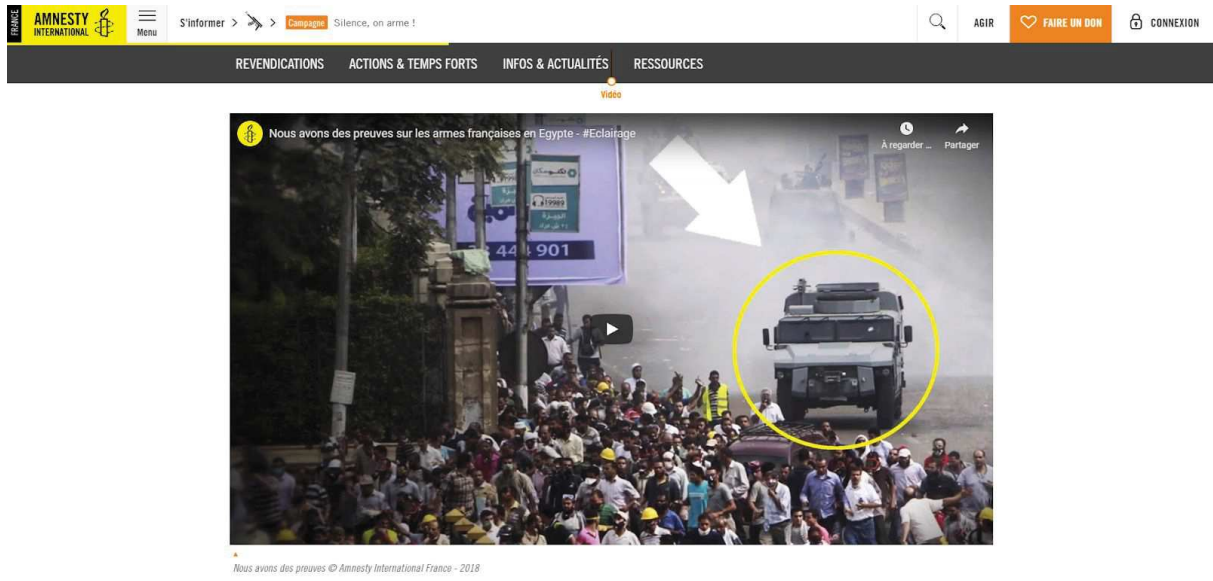 FRANCE
AMNESTY
INTERNATIONAL
Menu
S'informer > > Campagne Silence, on arme !
AGIR
FAIRE UN DON
CONNEXION
REVENDICATIONS ACTIONS & TEMPS FORTS INFOS & ACTUALITÉS RESSOURCES
Vidéo
Nous avons des preuves sur les armes françaises en Egypte - #Eclairage
À regarder ...
Partager
19989
الجيزة
901
Nous avons des preuves © Amnesty International France - 2018